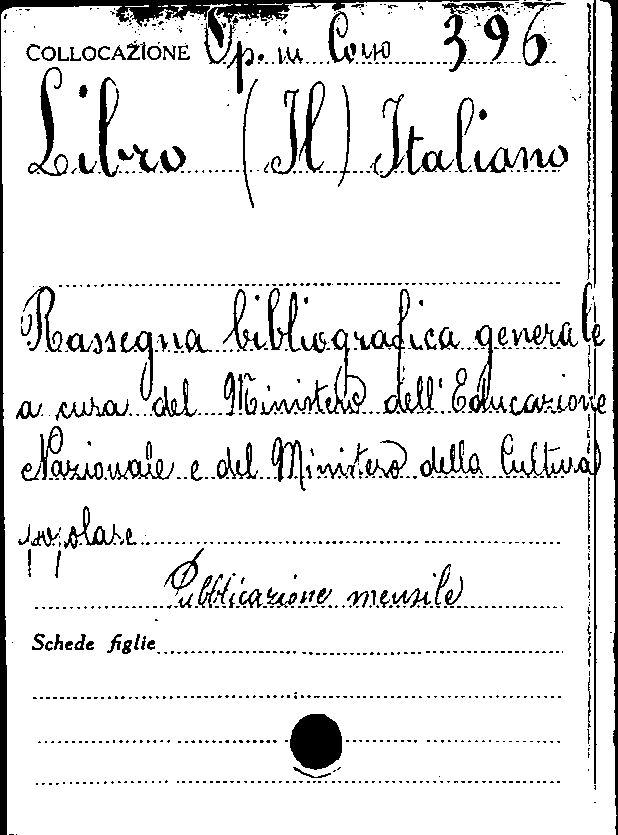 COLLOCAZIONE Op. in Corso 396
Libro (Il) Italiano
Rassegna bibliografica generale
a cura del Ministero dell'Educazione
Nazionale e del Ministero della Cultura
popolare
Pubblicazione mensile
Schede figlie